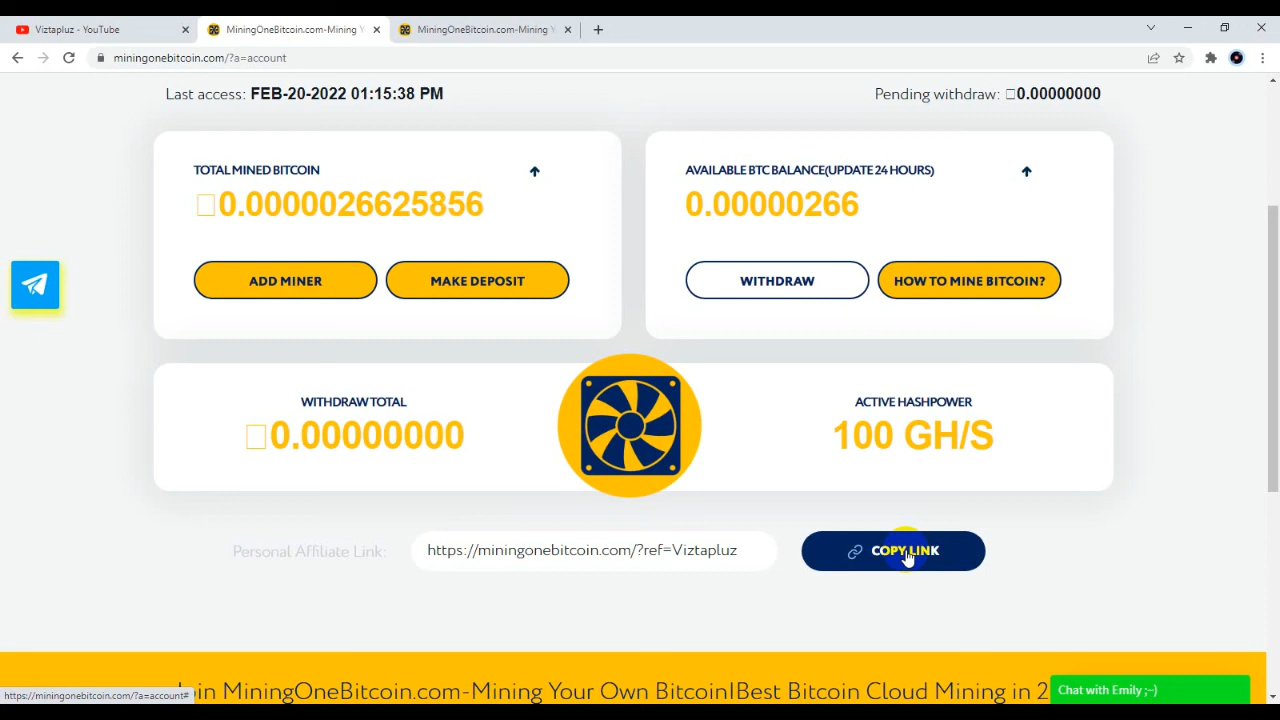 Viztapluz - YouTube
MiningOneBitcoin.com-Mining Y
MiningOneBitcoin.com-Mining Y
miningonebitcoin.com/?a=account
Last access: FEB-20-2022 01:15:38 PM
Pending withdraw: 0.00000000
TOTAL MINED BITCOIN
0.0000026625856
ADD MINER
MAKE DEPOSIT
AVAILABLE BTC BALANCE(UPDATE 24 HOURS)
0.00000266
WITHDRAW
HOW TO MINE BITCOIN?
WITHDRAW TOTAL
0.00000000
ACTIVE HASHPOWER
100 GH/S
Personal Affiliate Link:
https://miningonebitcoin.com/?ref=Viztapluz
COPY LINK
Join MiningOneBitcoin.com-Mining Your Own Bitcoin|Best Bitcoin Cloud Mining in 2
https://miningonebitcoin.com/?a=account#
Chat with Emily ;-)